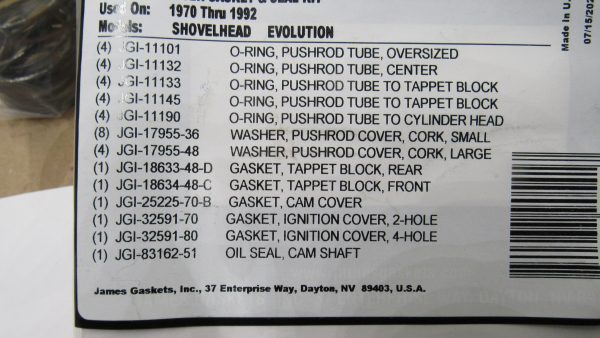 GASKET & SEAL KIT
Used On: 1970 Thru 1992
Models: SHOVELHEAD EVOLUTION
(4) JGI-11101 O-RING, PUSHROD TUBE, OVERSIZED
(4) JGI-11132 O-RING, PUSHROD TUBE, CENTER
(4) JGI-11133 O-RING, PUSHROD TUBE TO TAPPET BLOCK
(4) JGI-11145 O-RING, PUSHROD TUBE TO TAPPET BLOCK
(4) JGI-11190 O-RING, PUSHROD TUBE TO CYLINDER HEAD
(8) JGI-17955-36 WASHER, PUSHROD COVER, CORK, SMALL
(4) JGI-17955-48 WASHER, PUSHROD COVER, CORK, LARGE
(1) JGI-18633-48-D GASKET, TAPPET BLOCK, REAR
(1) JGI-18634-48-C GASKET, TAPPET BLOCK, FRONT
(1) JGI-25225-70-B GASKET, CAM COVER
(1) JGI-32591-70 GASKET, IGNITION COVER, 2-HOLE
(1) JGI-32591-80 GASKET, IGNITION COVER, 4-HOLE
(1) JGI-83162-51 OIL SEAL, CAM SHAFT
James Gaskets, Inc., 37 Enterprise Way, Dayton, NV 89403, U.S.A.
Made in U.
07/15/202